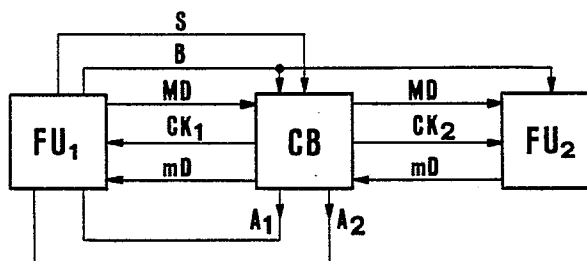 S
B
MD MD
CK₁ CK₂
FU₁ CB FU₂
mD mD
A₁ A₂